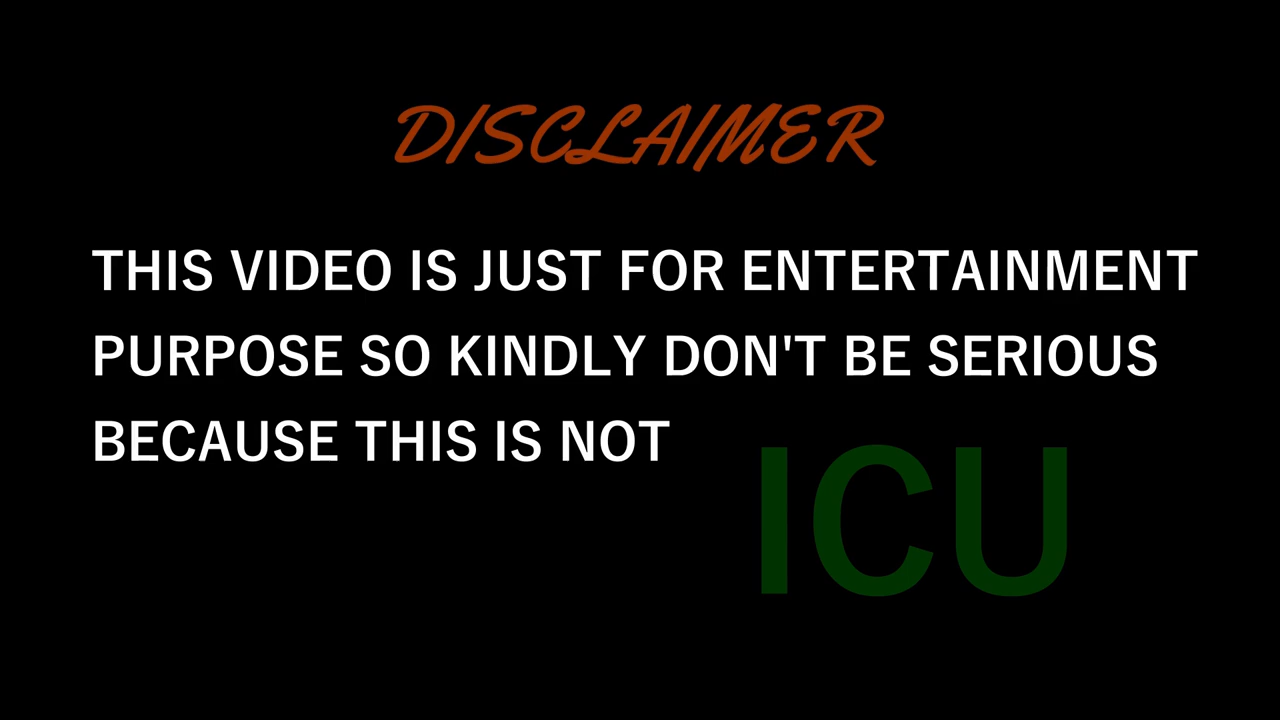 DISCLAIMER
THIS VIDEO IS JUST FOR ENTERTAINMENT
PURPOSE SO KINDLY DON'T BE SERIOUS
BECAUSE THIS IS NOT
ICU